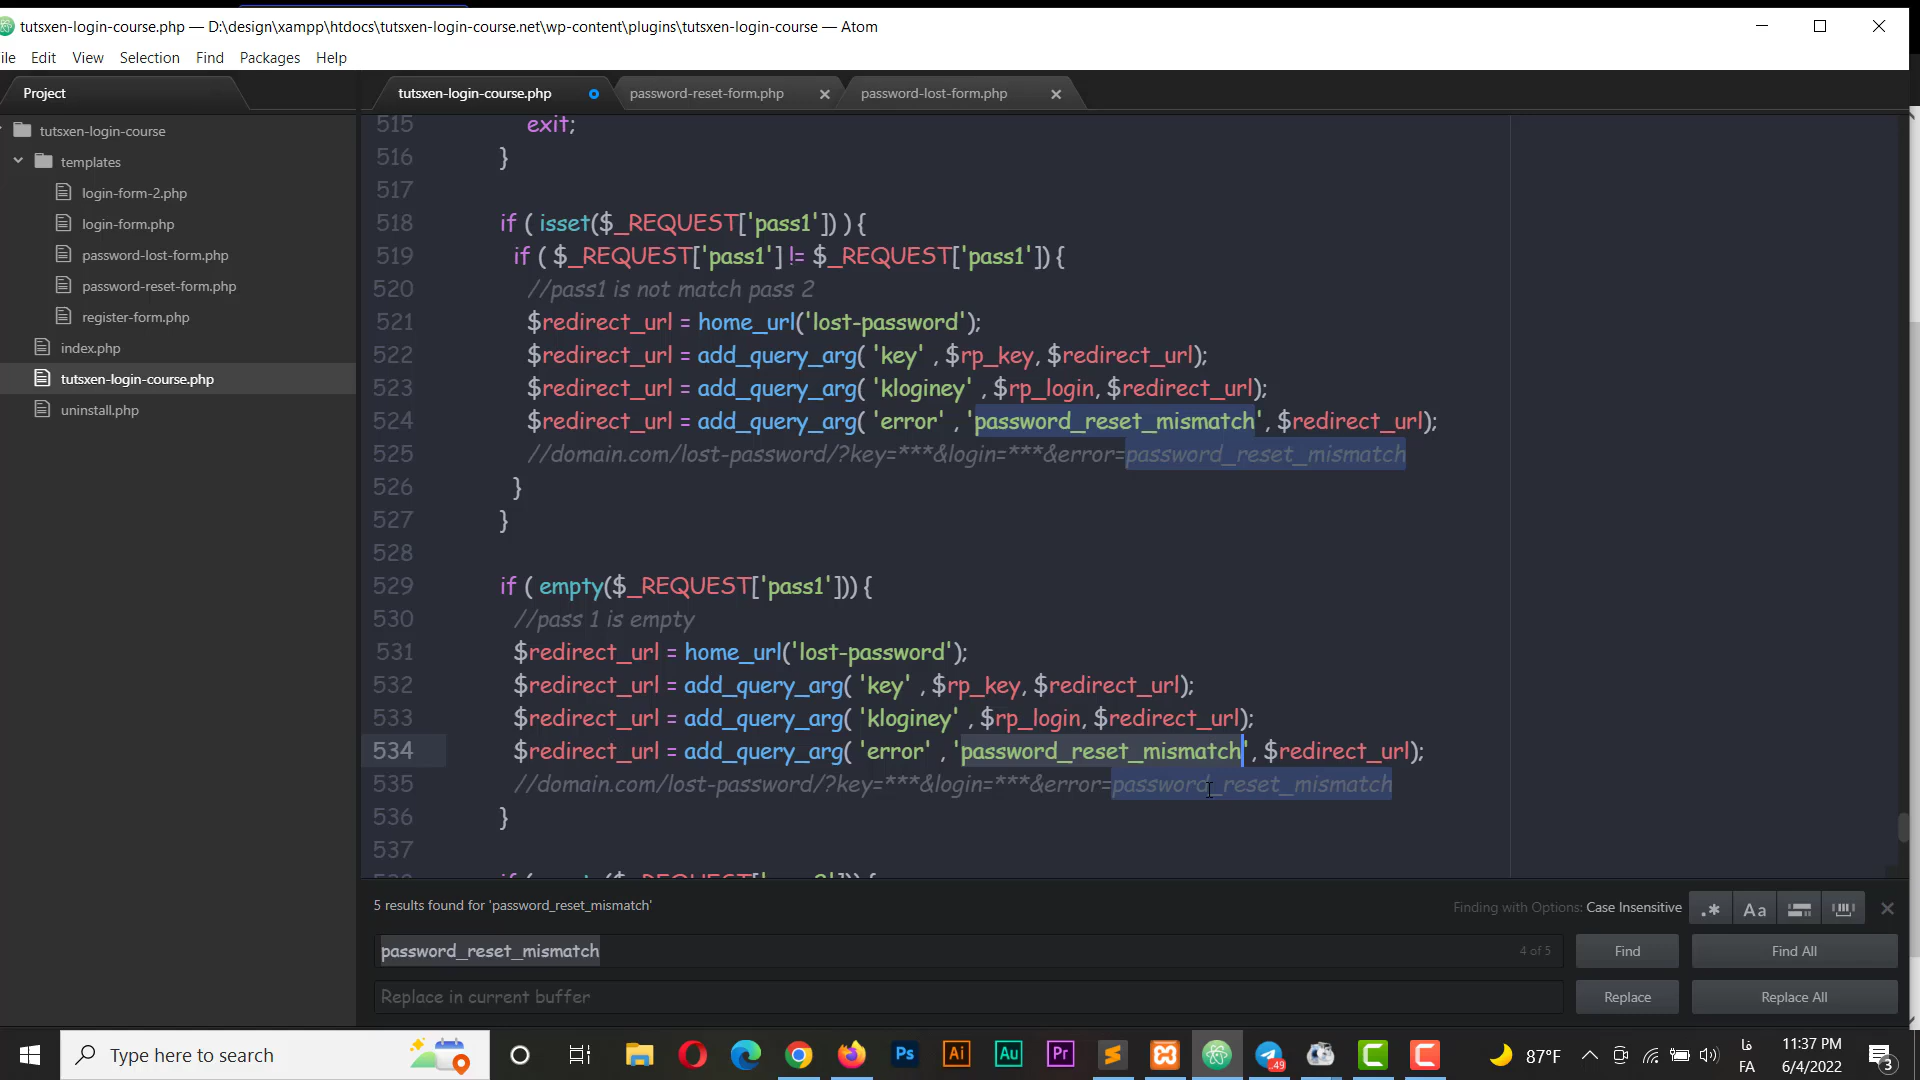 tutsxen-login-course.php — D:\design\xampp\htdocs\tutsxen-login-course.net\wp-content\plugins\tutsxen-login-course — Atom
ile Edit View Selection Find Packages Help
Project
tutsxen-login-course.php
password-reset-form.php
password-lost-form.php
tutsxen-login-course
templates
login-form-2.php
login-form.php
password-lost-form.php
password-reset-form.php
register-form.php
index.php
tutsxen-login-course.php
uninstall.php
515 exit;
516 }
517
518 if ( isset($_REQUEST['pass1']) ) {
519 if ( $_REQUEST['pass1'] != $_REQUEST['pass1']) {
520 //pass1 is not match pass 2
521 $redirect_url = home_url('lost-password');
522 $redirect_url = add_query_arg( 'key' , $rp_key, $redirect_url);
523 $redirect_url = add_query_arg( 'kloginey' , $rp_login, $redirect_url);
524 $redirect_url = add_query_arg( 'error' , 'password_reset_mismatch', $redirect_url);
525 //domain.com/lost-password/?key=***&login=***&error=password_reset_mismatch
526 }
527 }
528
529 if ( empty($_REQUEST['pass1'])) {
530 //pass 1 is empty
531 $redirect_url = home_url('lost-password');
532 $redirect_url = add_query_arg( 'key' , $rp_key, $redirect_url);
533 $redirect_url = add_query_arg( 'kloginey' , $rp_login, $redirect_url);
534 $redirect_url = add_query_arg( 'error' , 'password_reset_mismatch', $redirect_url);
535 //domain.com/lost-password/?key=***&login=***&error=password_reset_mismatch
536 }
537
5 results found for 'password_reset_mismatch'
Finding with Options: Case Insensitive
.* Aa
password_reset_mismatch
4 of 5
Find
Find All
Replace in current buffer
Replace
Replace All
Type here to search
Ps
Ai
Au
Pr
49
87°F
فا
FA
11:37 PM
6/4/2022
3